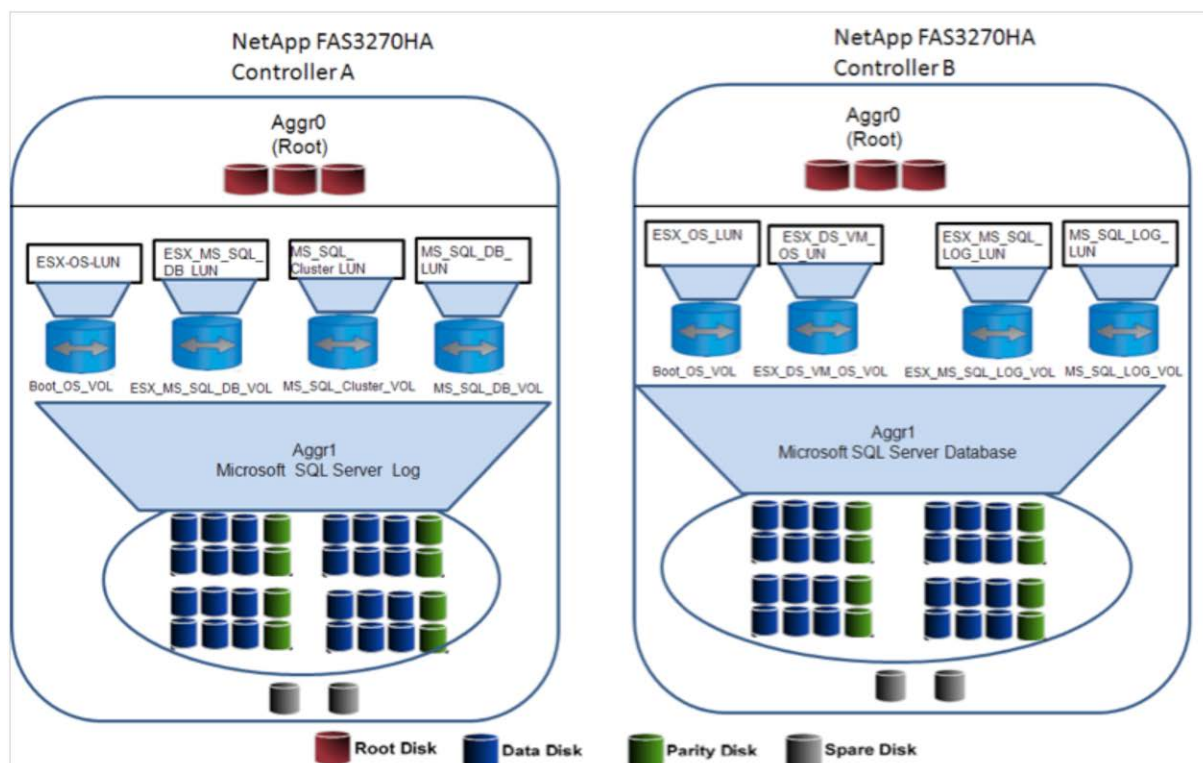 NetApp FAS3270HA
Controller A
Aggr0
(Root)
ESX-OS-LUN
ESX_MS_SQL_
DB_LUN
MS_SQL_
Cluster LUN
MS_SQL_DB_
LUN
Boot_OS_VOL
ESX_MS_SQL_DB_VOL
MS_SQL_Cluster_VOL
MS_SQL_DB_VOL
Aggr1
Microsoft SQL Server Log
NetApp FAS3270HA
Controller B
Aggr0
(Root)
ESX_OS_LUN
ESX_DS_VM_
OS_UN
ESX_MS_SQL_
LOG_LUN
MS_SQL_LOG_
LUN
Boot_OS_VOL
ESX_DS_VM_OS_VOL
ESX_MS_SQL_LOG_VOL
MS_SQL_LOG_VOL
Aggr1
Microsoft SQL Server Database
Root Disk
Data Disk
Parity Disk
Spare Disk